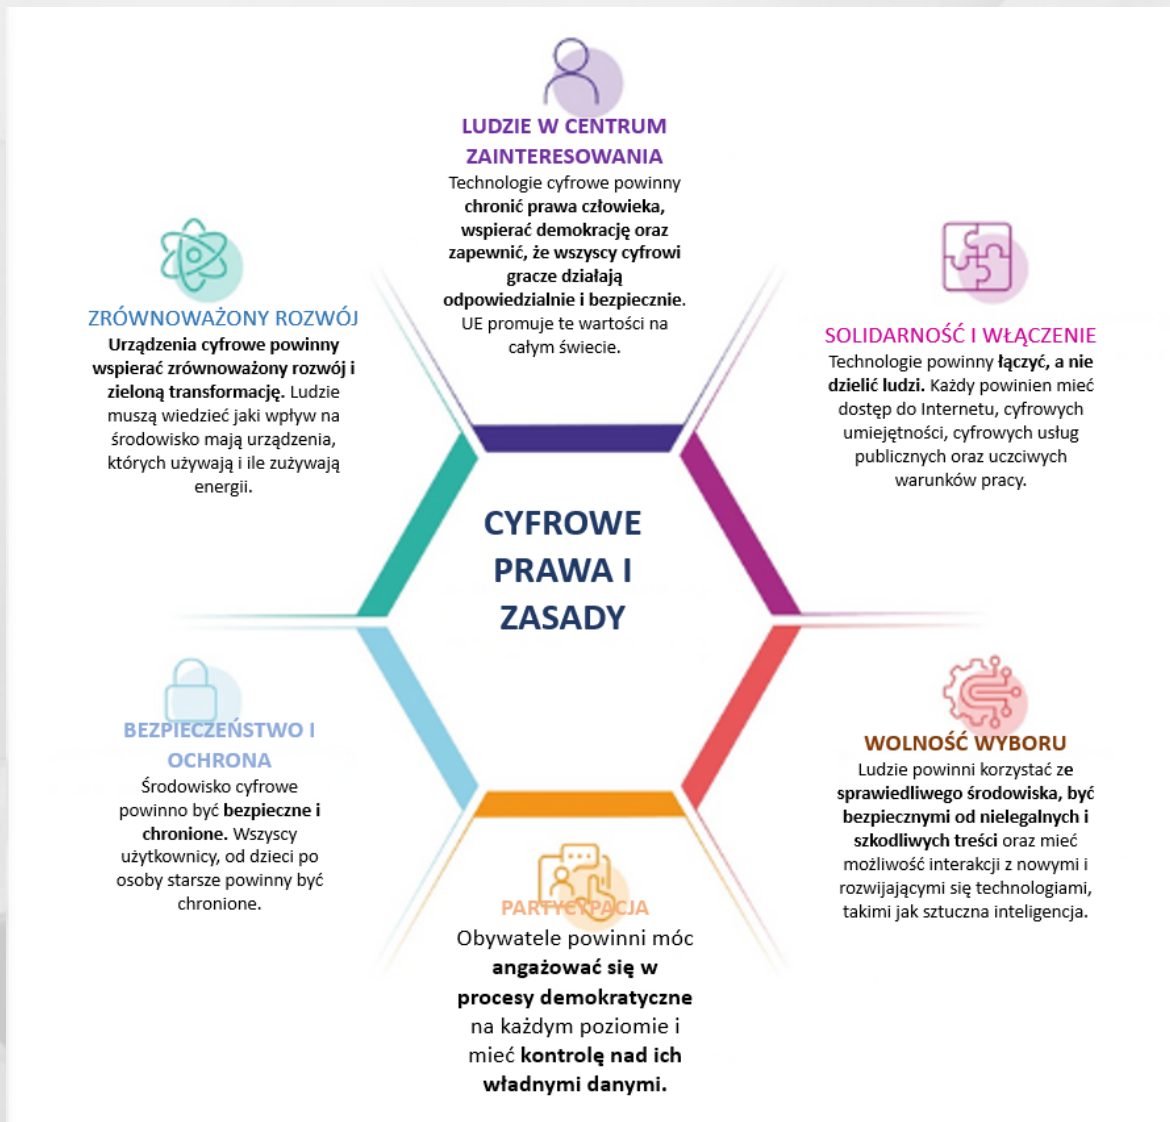 LUDZIE W CENTRUM
ZAINTERESOWANIA
Technologie cyfrowe powinny
chronić prawa człowieka,
wspierać demokrację oraz
zapewnić, że wszyscy cyfrowi
gracze działają
odpowiedzialnie i bezpiecznie.
UE promuje te wartości na
całym świecie.
ZRÓWNOWAŻONY ROZWÓJ
Urządzenia cyfrowe powinny
wspierać zrównoważony rozwój i
zieloną transformację. Ludzie
muszą wiedzieć jaki wpływ na
środowisko mają urządzenia,
których używają i ile zużywają
energii.
SOLIDARNOŚĆ I WŁĄCZENIE
Technologie powinny łączyć, a nie
dzielić ludzi. Każdy powinien mieć
dostęp do Internetu, cyfrowych
umiejętności, cyfrowych usług
publicznych oraz uczciwych
warunków pracy.
CYFROWE
PRAWA I
ZASADY
BEZPIECZEŃSTWO I
OCHRONA
Środowisko cyfrowe
powinno być bezpieczne i
chronione. Wszyscy
użytkownicy, od dzieci po
osoby starsze powinny być
chronione.
WOLNOŚĆ WYBORU
Ludzie powinni korzystać ze
sprawiedliwego środowiska, być
bezpiecznymi od nielegalnych i
szkodliwych treści oraz mieć
możliwość interakcji z nowymi i
rozwijającymi się technologiami,
takimi jak sztuczna inteligencja.
PARTYCYPACJA
Obywatele powinni móc
angażować się w
procesy demokratyczne
na każdym poziomie i
mieć kontrolę nad ich
władnymi danymi.